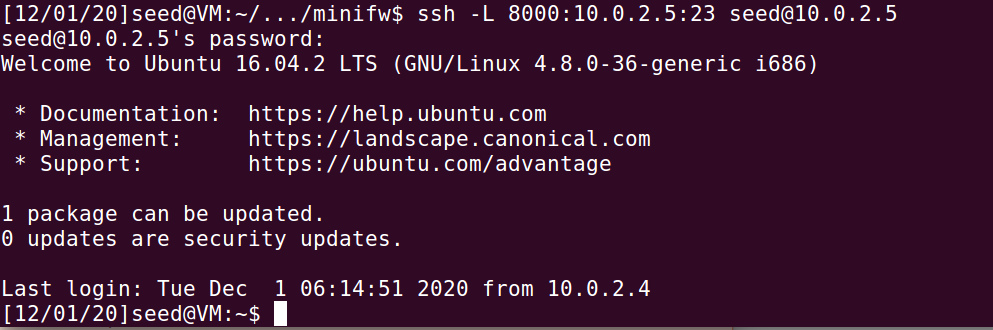 [12/01/20]seed@VM:~/.../minifw$ ssh -L 8000:10.0.2.5:23 seed@10.0.2.5
seed@10.0.2.5's password:
Welcome to Ubuntu 16.04.2 LTS (GNU/Linux 4.8.0-36-generic i686)
* Documentation:  https://help.ubuntu.com
* Management:     https://landscape.canonical.com
* Support:        https://ubuntu.com/advantage
1 package can be updated.
0 updates are security updates.
Last login: Tue Dec  1 06:14:51 2020 from 10.0.2.4
[12/01/20]seed@VM:~$